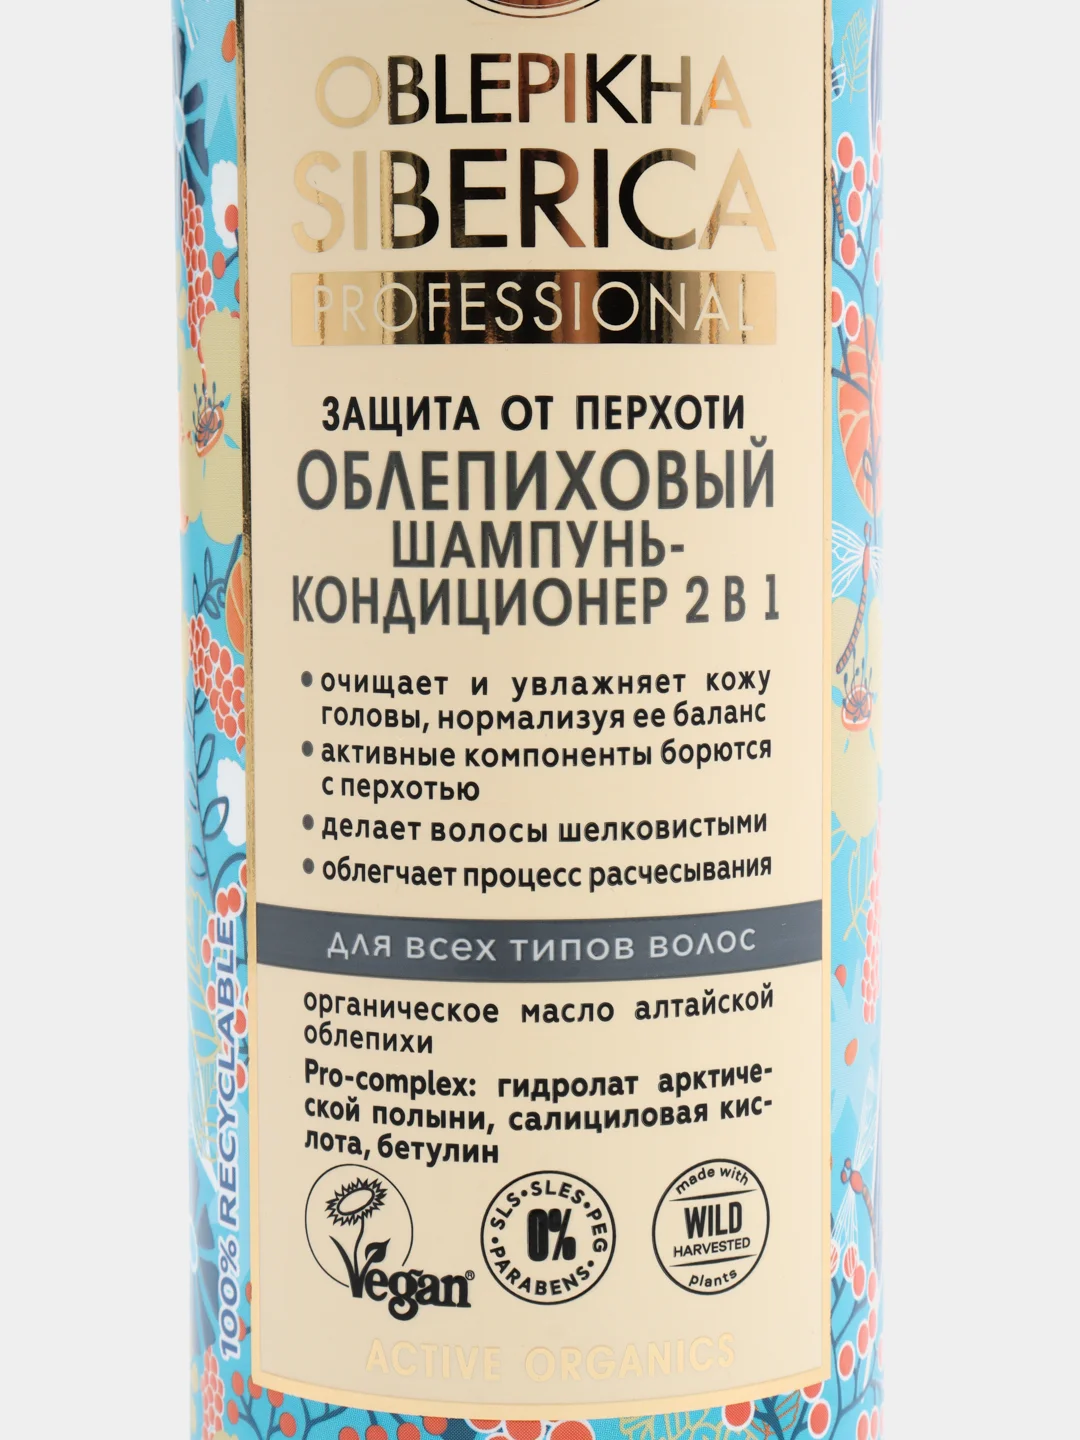 OBLEPIKHA
SIBERICA
PROFESSIONAL
ЗАЩИТА ОТ ПЕРХОТИ
ОБЛЕПИХОВЫЙ
ШАМПУНЬ-
КОНДИЦИОНЕР 2 В 1
• очищает и увлажняет кожу
головы, нормализуя ее баланс
• активные компоненты борются
с перхотью
• делает волосы шелковистыми
• облегчает процесс расчесывания
для всех типов волос
органическое масло алтайской
облепихи
Pro-complex: гидролат арктиче-
ской полыни, салициловая кис-
лота, бетулин
Vegan®
SLS•SLES•PEG
0%
•PARABENS•
made with
WILD
HARVESTED
plants
ACTIVE ORGANICS
100% RECYCLABLE